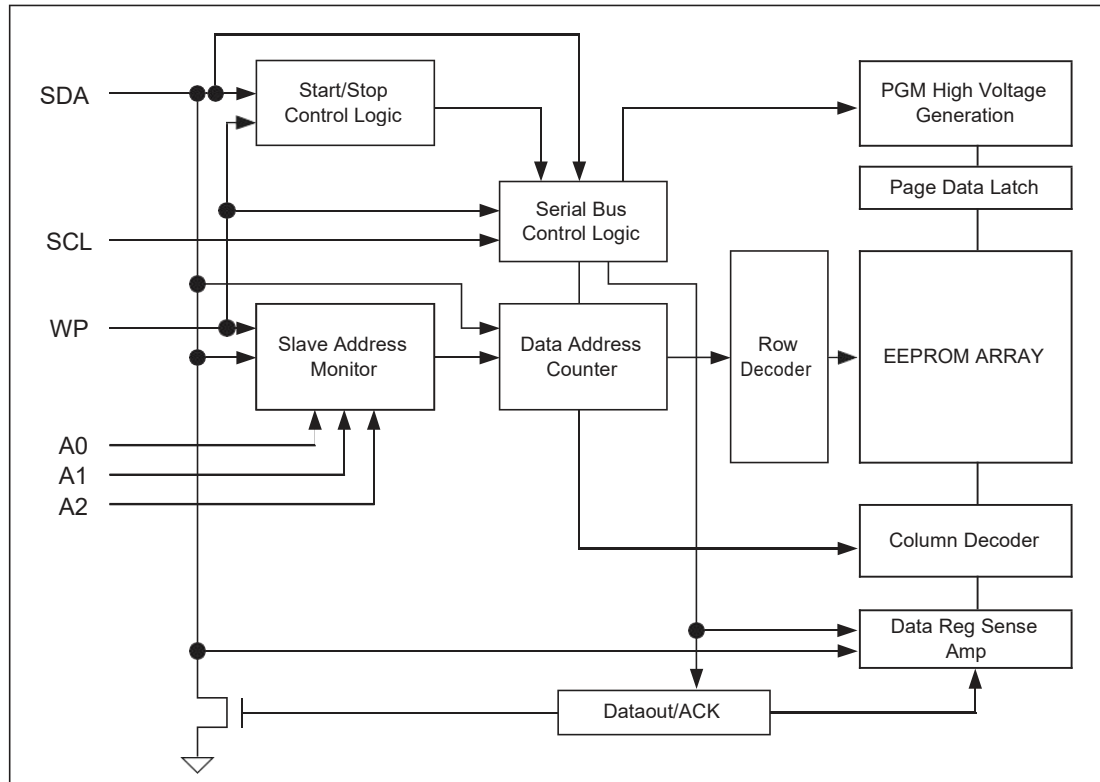 SDA
Start/Stop
Control Logic
PGM High Voltage
Generation
Page Data Latch
Serial Bus
Control Logic
SCL
WP
Slave Address
Monitor
Data Address
Counter
Row
Decoder
EEPROM ARRAY
A0
A1
A2
Column Decoder
Data Reg Sense
Amp
Dataout/ACK